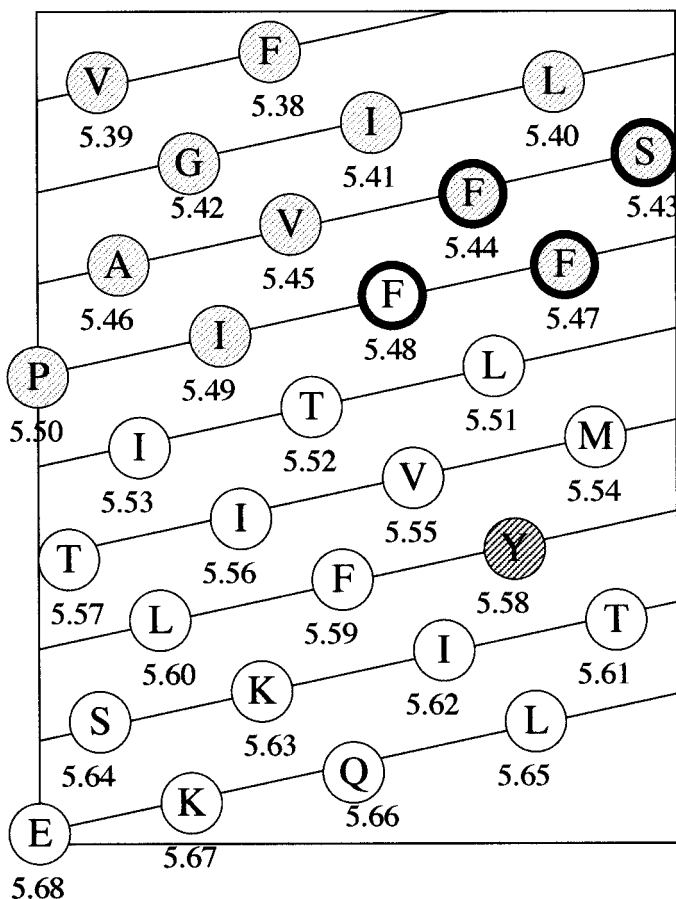 V F L
5.39 5.38 5.40
G I S
5.42 5.41 5.43
A V F
5.46 5.45 5.44
P I F F
5.50 5.49 5.48 5.47
I T L
5.53 5.52 5.51
T I V M
5.57 5.56 5.55 5.54
L F Y
5.60 5.59 5.58
S K I T
5.64 5.63 5.62 5.61
E K Q L
5.68 5.67 5.66 5.65